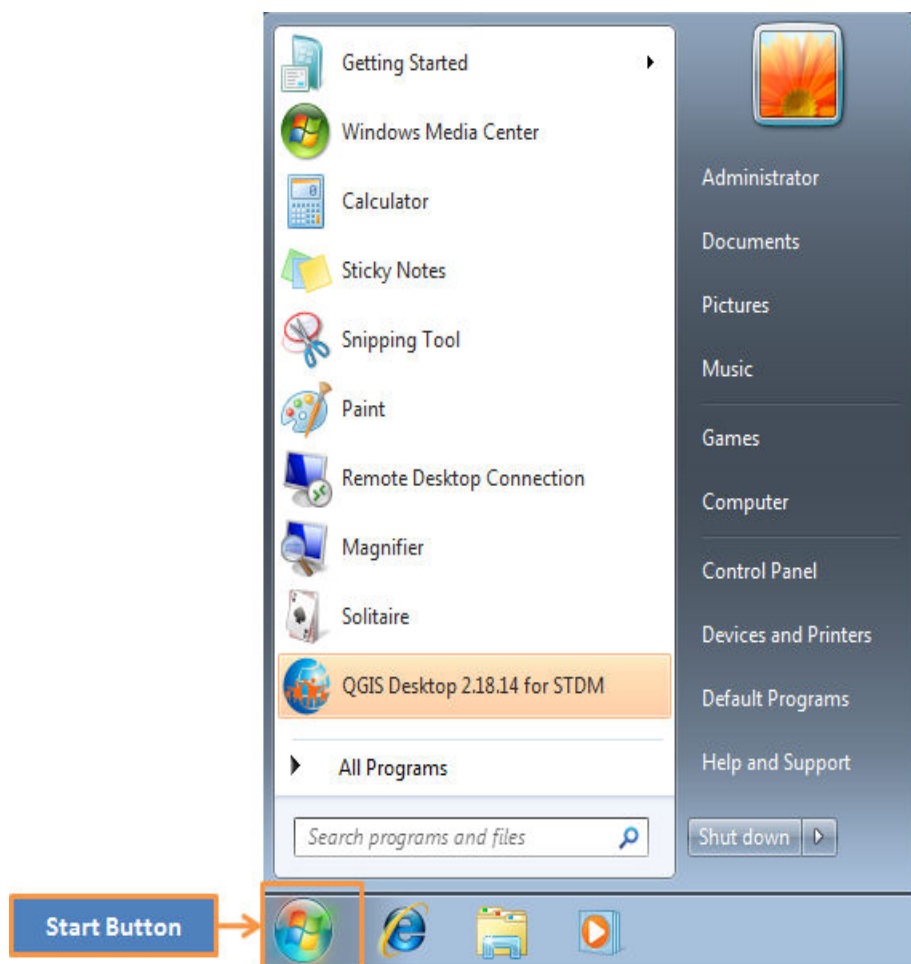 Getting Started
Windows Media Center
Calculator
Sticky Notes
Snipping Tool
Paint
Remote Desktop Connection
Magnifier
Solitaire
QGIS Desktop 2.18.14 for STDM
All Programs
Search programs and files
Administrator
Documents
Pictures
Music
Games
Computer
Control Panel
Devices and Printers
Default Programs
Help and Support
Shut down
Start Button